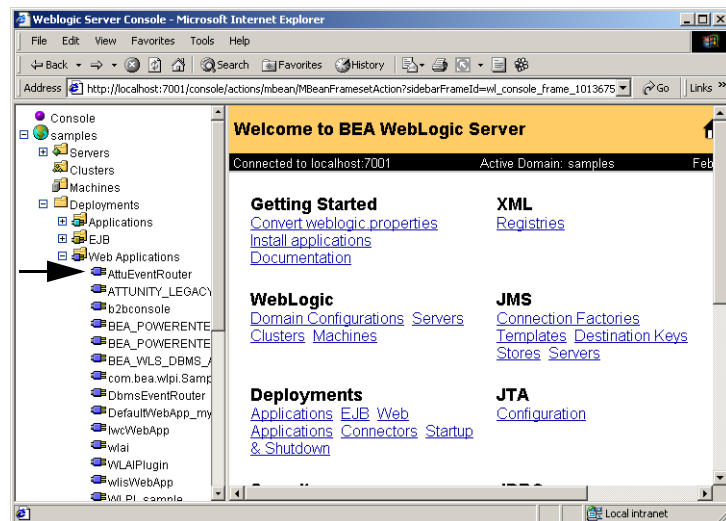 Weblogic Server Console - Microsoft Internet Explorer
File Edit View Favorites Tools Help
Back Search Favorites History
Address http://localhost:7001/console/actions/mbean/MBeanFramesetAction?sidebarFrameId=wl_console_frame_1013675 Go Links »
Console
samples
Servers
Clusters
Machines
Deployments
Applications
EJB
Web Applications
AttuEventRouter
ATTUNITY_LEGACY
b2bconsole
BEA_POWERENTE
BEA_POWERENTE
BEA_WLS_DBMS_A
com.bea.wlpi.Samp
DbmsEventRouter
DefaultWebApp_my
lwcWebApp
wlai
WLAIPlugin
wlisWebApp
WLPI_sample
Welcome to BEA WebLogic Server
Connected to localhost:7001 Active Domain: samples Feb
Getting Started
Convert weblogic.properties
Install applications
Documentation
XML
Registries
WebLogic
Domain Configurations Servers
Clusters Machines
JMS
Connection Factories
Templates Destination Keys
Stores Servers
Deployments
Applications EJB Web
Applications Connectors Startup
& Shutdown
JTA
Configuration
Local intranet